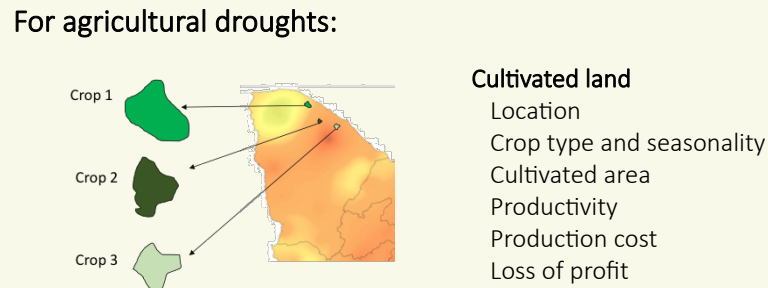 For agricultural droughts:
Crop 1
Crop 2
Crop 3
Cultivated land
Location
Crop type and seasonality
Cultivated area
Productivity
Production cost
Loss of profit